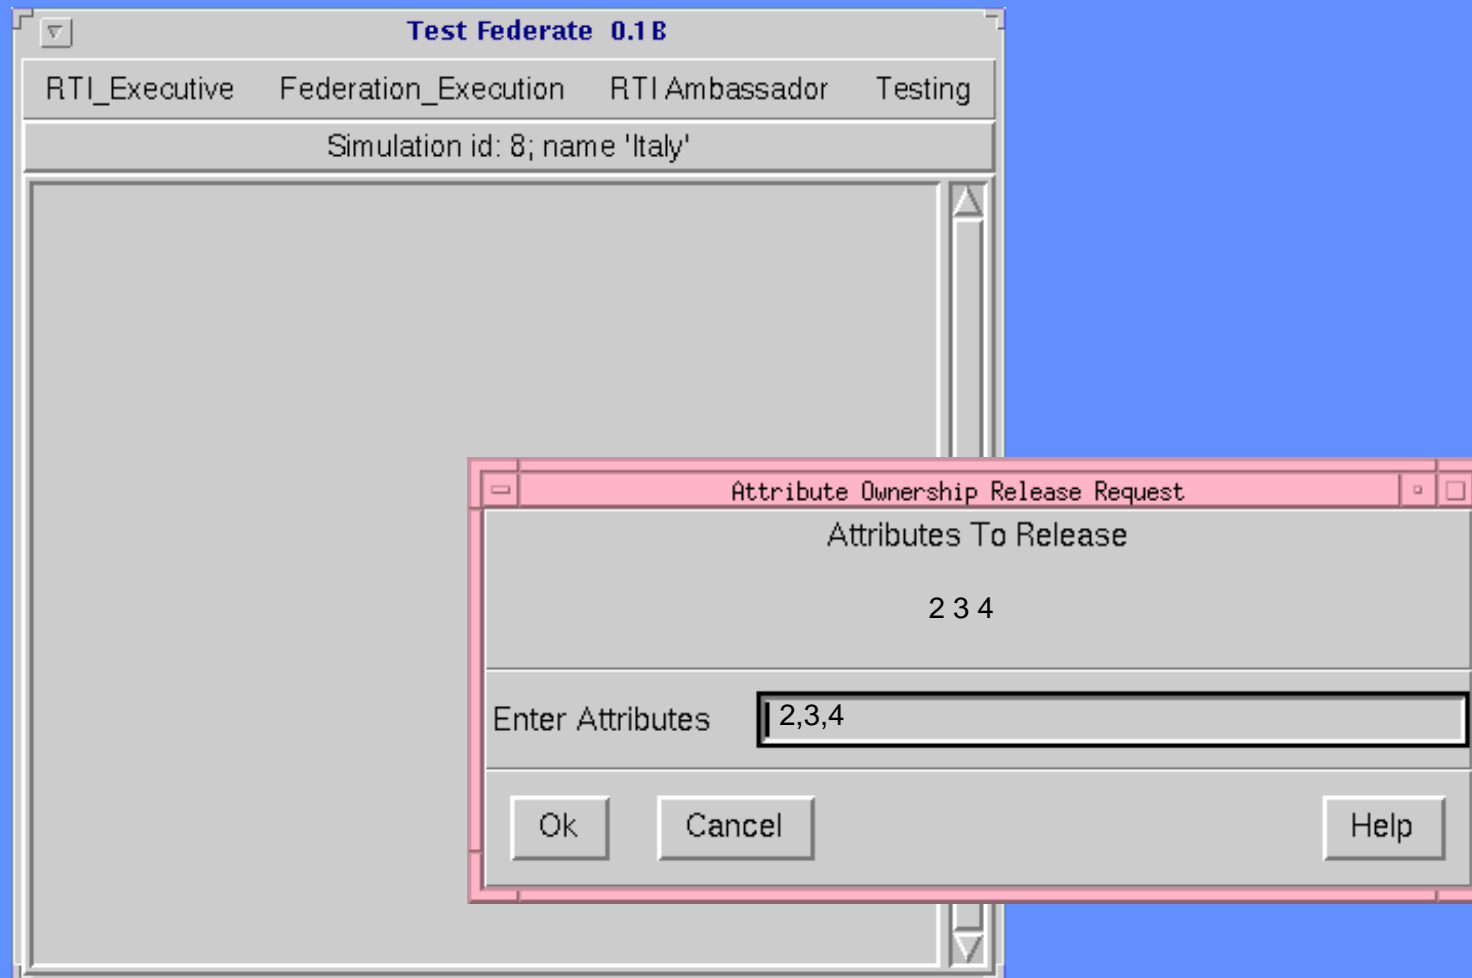 Test Federate 0.1B
RTI_Executive Federation_Execution RTI Ambassador Testing
Simulation id: 8; name 'Italy'
Attribute Ownership Release Request
Attributes To Release
2 3 4
Enter Attributes 2,3,4
Ok Cancel Help